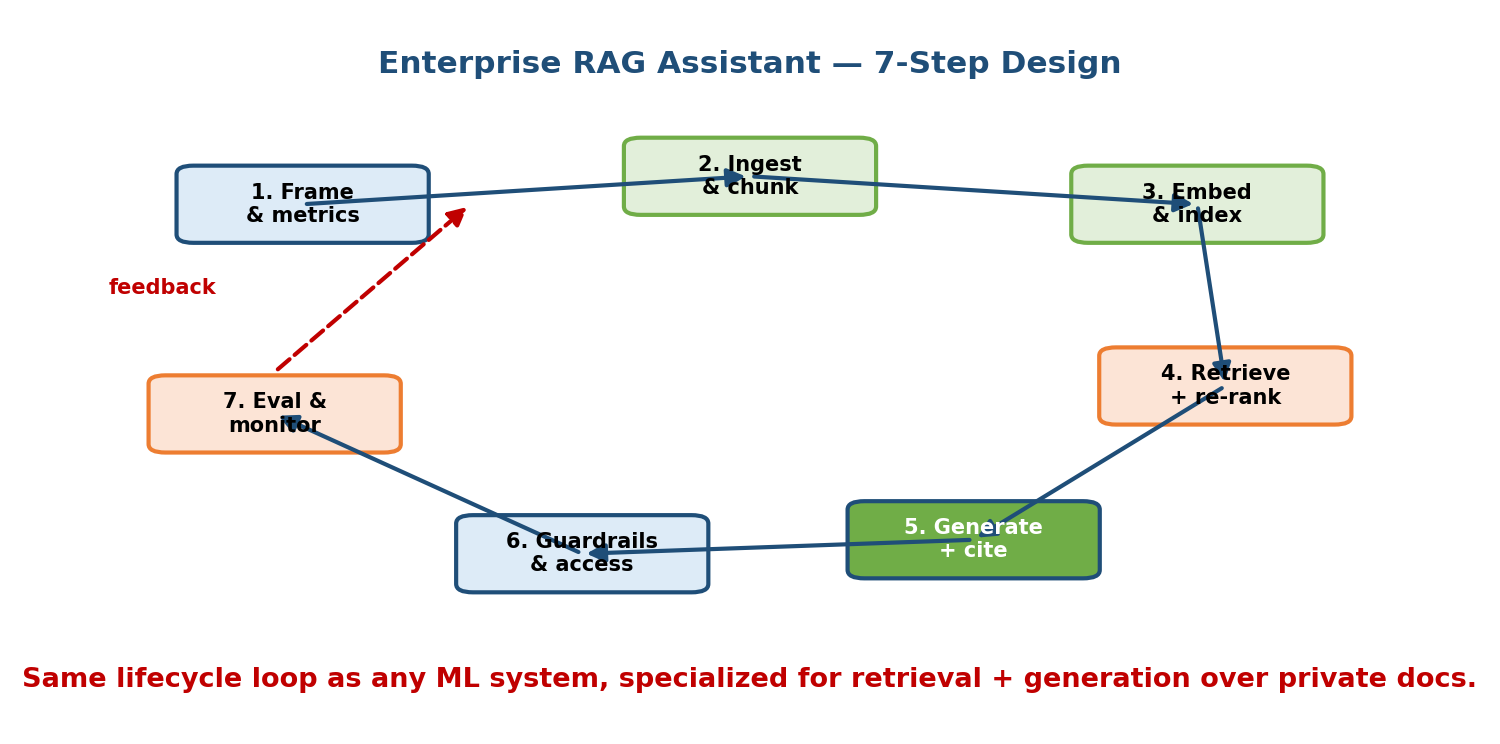 Enterprise RAG Assistant — 7-Step Design
1. Frame
& metrics
2. Ingest
& chunk
3. Embed
& index
4. Retrieve
+ re-rank
5. Generate
+ cite
6. Guardrails
& access
7. Eval &
monitor
feedback
Same lifecycle loop as any ML system, specialized for retrieval + generation over private docs.